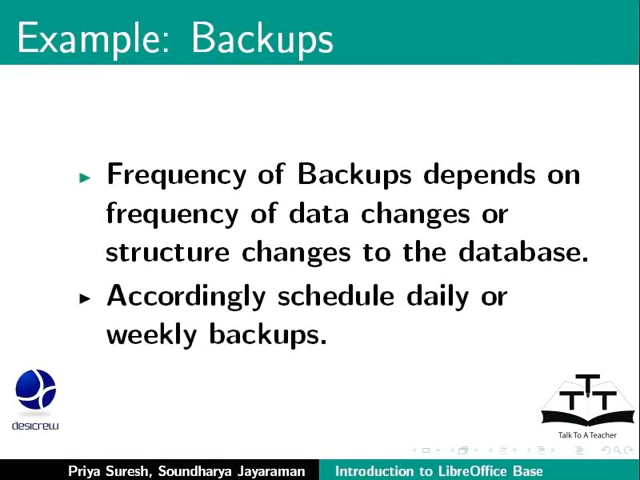 Example: Backups
Frequency of Backups depends on
frequency of data changes or
structure changes to the database.
Accordingly schedule daily or
weekly backups.
desicrew
T T T
Talk To A Teacher
Priya Suresh, Soundharya Jayaraman Introduction to LibreOffice Base